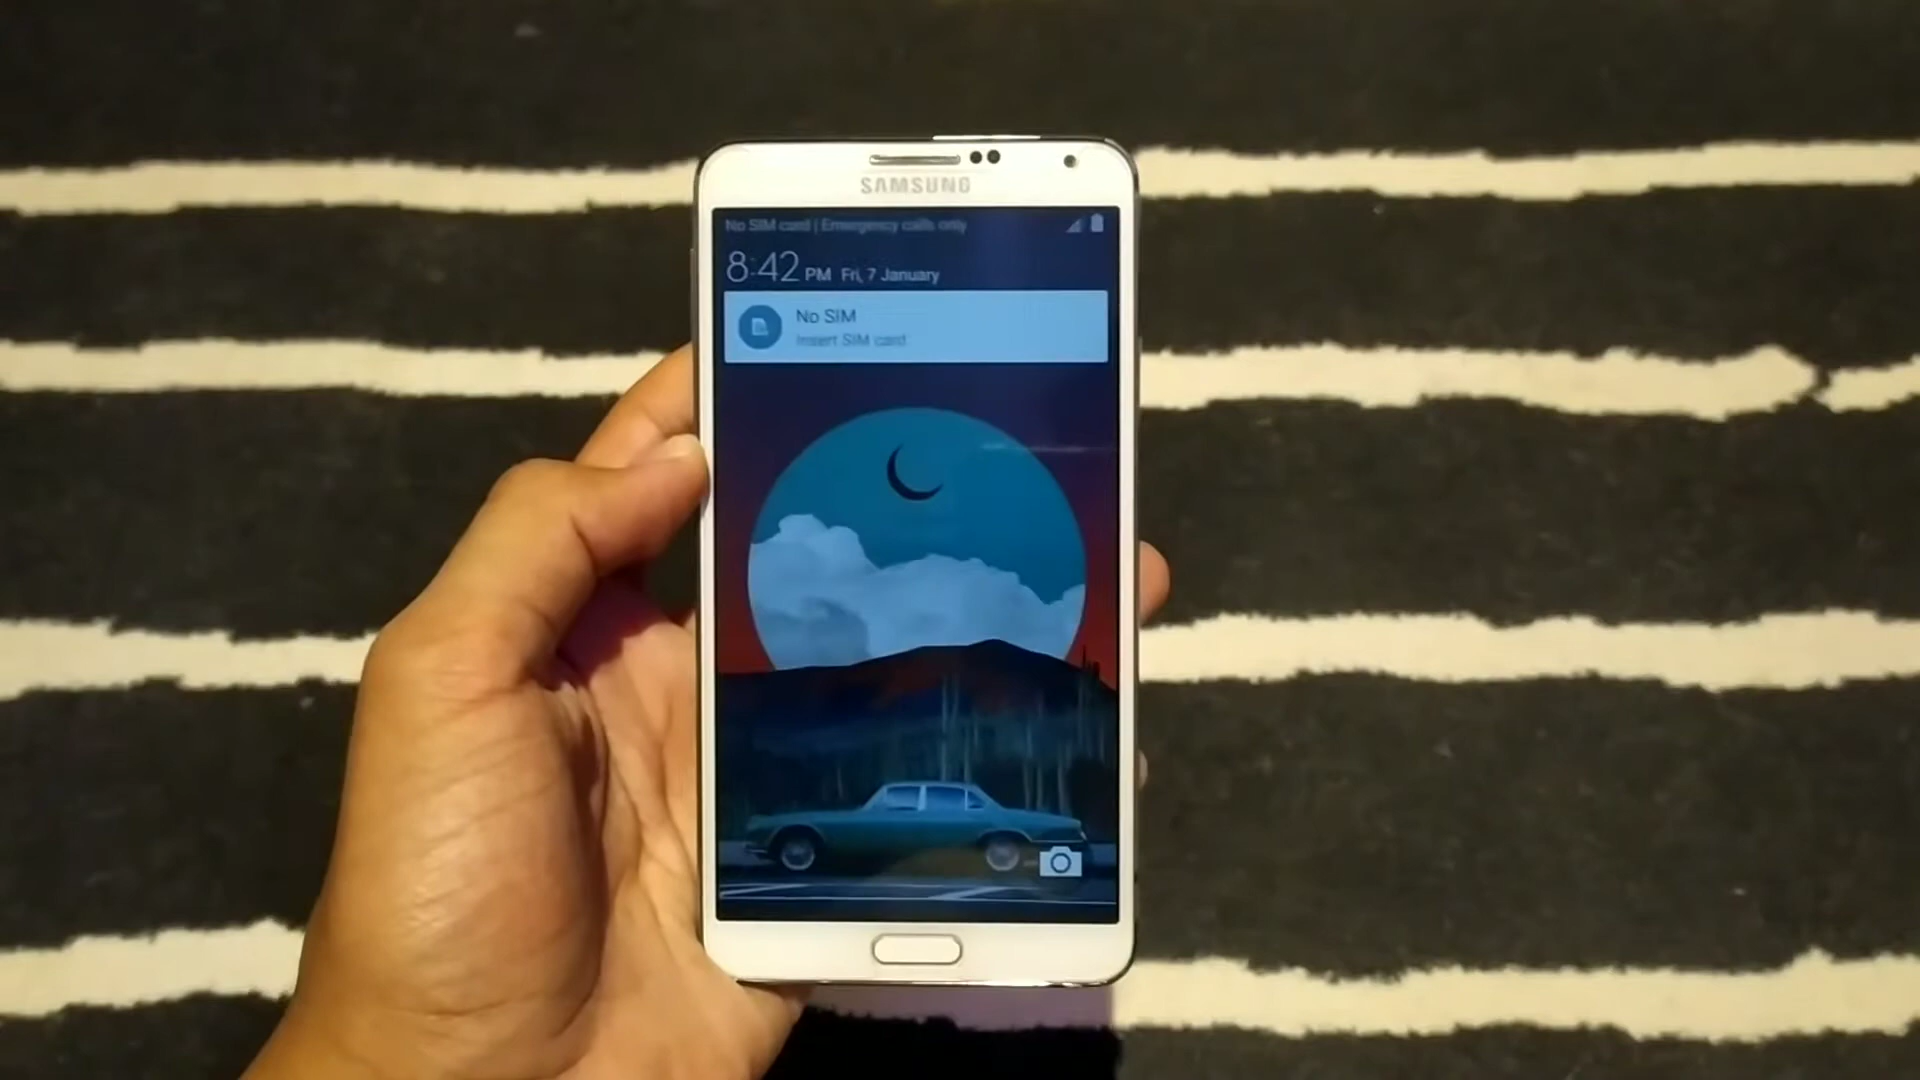 SAMSUNG
No SIM card | Emergency calls only
8:42 PM Fri, 7 January
No SIM
Insert SIM card